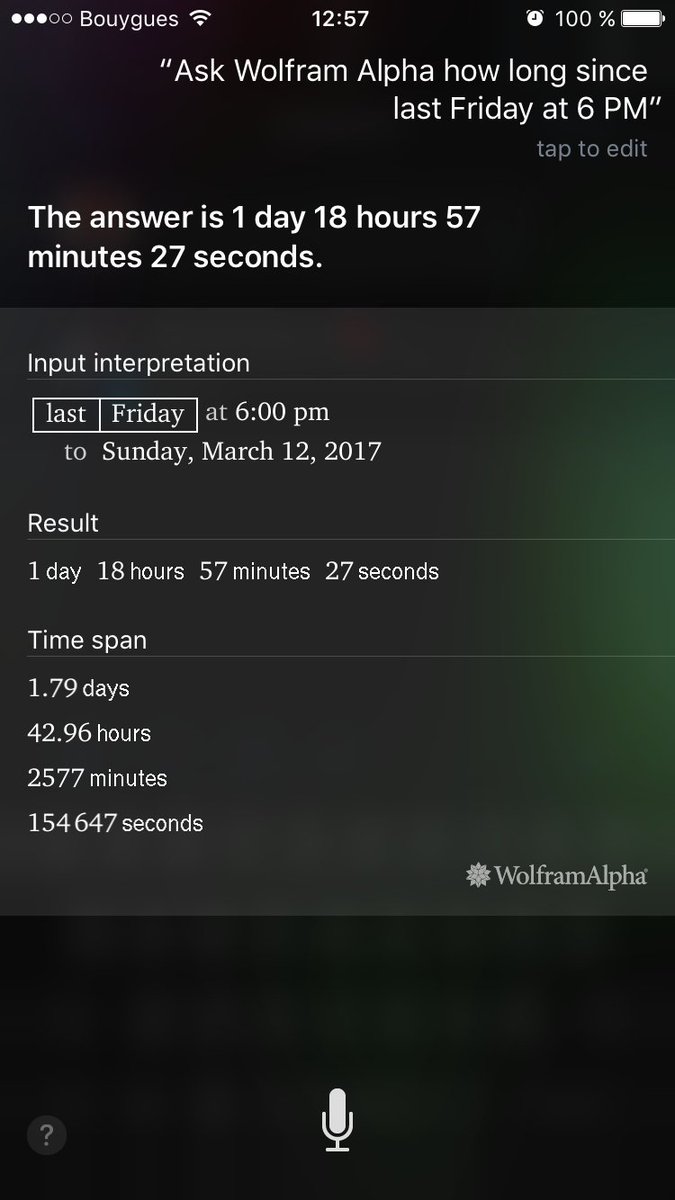 Bouygues 12:57 100 %
“Ask Wolfram Alpha how long since
last Friday at 6 PM”
tap to edit
The answer is 1 day 18 hours 57
minutes 27 seconds.
Input interpretation
last Friday at 6:00 pm
to Sunday, March 12, 2017
Result
1 day 18 hours 57 minutes 27 seconds
Time span
1.79 days
42.96 hours
2577 minutes
154647 seconds
WolframAlpha
?